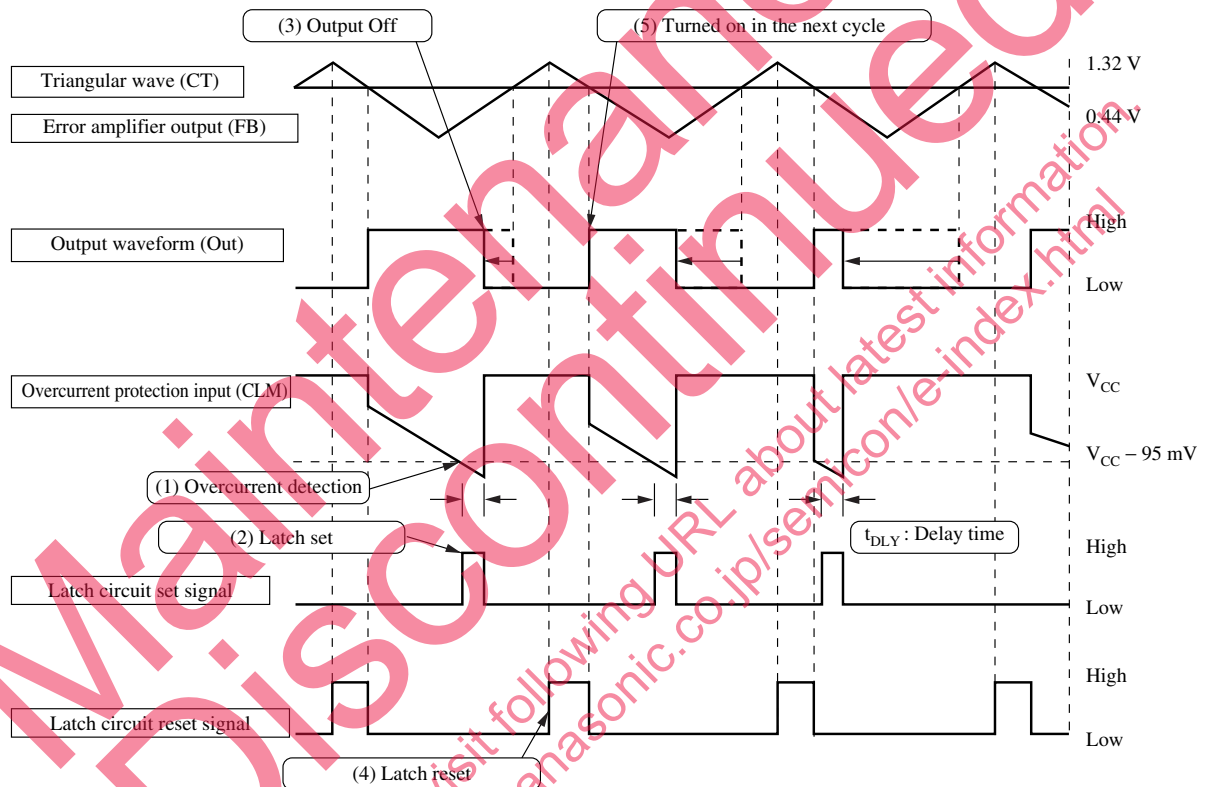 (3) Output Off
(5) Turned on in the next cycle
Triangular wave (CT)
1.32 V
Error amplifier output (FB)
0.44 V
Output waveform (Out)
High
Low
Overcurrent protection input (CLM)
VCC
VCC − 95 mV
(1) Overcurrent detection
(2) Latch set
tDLY : Delay time
High
Latch circuit set signal
Low
High
Latch circuit reset signal
Low
(4) Latch reset
Maintenance
Discontinued
visit following URL about latest information.
panasonic.co.jp/semicon/e-index.html